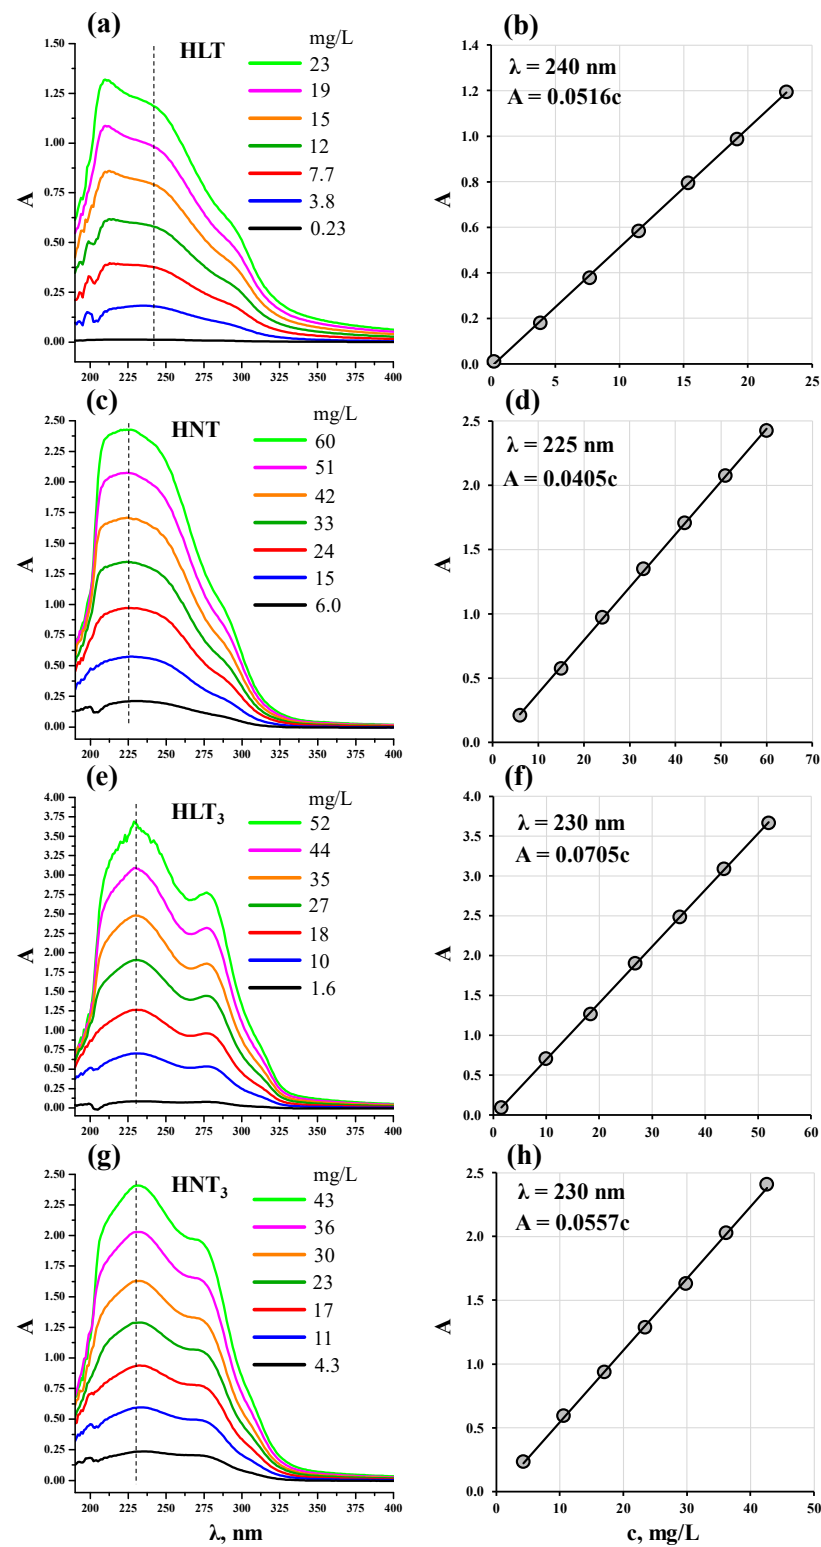 (a)
HLT
mg/L
23
19
15
12
7.7
3.8
0.23
1.50
1.25
1.00
0.75
0.50
0.25
0.00
A
200 225 250 275 300 325 350 375 400
(b)
λ = 240 nm
A = 0.0516c
1.4
1.2
1.0
0.8
0.6
0.4
0.2
0.0
A
0 5 10 15 20 25
(c)
HNT
mg/L
60
51
42
33
24
15
6.0
2.50
2.25
2.00
1.75
1.50
1.25
1.00
0.75
0.50
0.25
0.00
A
200 225 250 275 300 325 350 375 400
(d)
λ = 225 nm
A = 0.0405c
2.5
2.0
1.5
1.0
0.5
0.0
A
0 10 20 30 40 50 60 70
(e)
HLT3
mg/L
52
44
35
27
18
10
1.6
4.00
3.75
3.50
3.25
3.00
2.75
2.50
2.25
2.00
1.75
1.50
1.25
1.00
0.75
0.50
0.25
0.00
A
200 225 250 275 300 325 350 375 400
(f)
λ = 230 nm
A = 0.0705c
4.0
3.5
3.0
2.5
2.0
1.5
1.0
0.5
0.0
A
0 10 20 30 40 50 60
(g)
HNT3
mg/L
43
36
30
23
17
11
4.3
2.50
2.25
2.00
1.75
1.50
1.25
1.00
0.75
0.50
0.25
0.00
A
200 225 250 275 300 325 350 375 400
λ, nm
(h)
λ = 230 nm
A = 0.0557c
2.5
2.0
1.5
1.0
0.5
0.0
A
0 10 20 30 40 50
c, mg/L